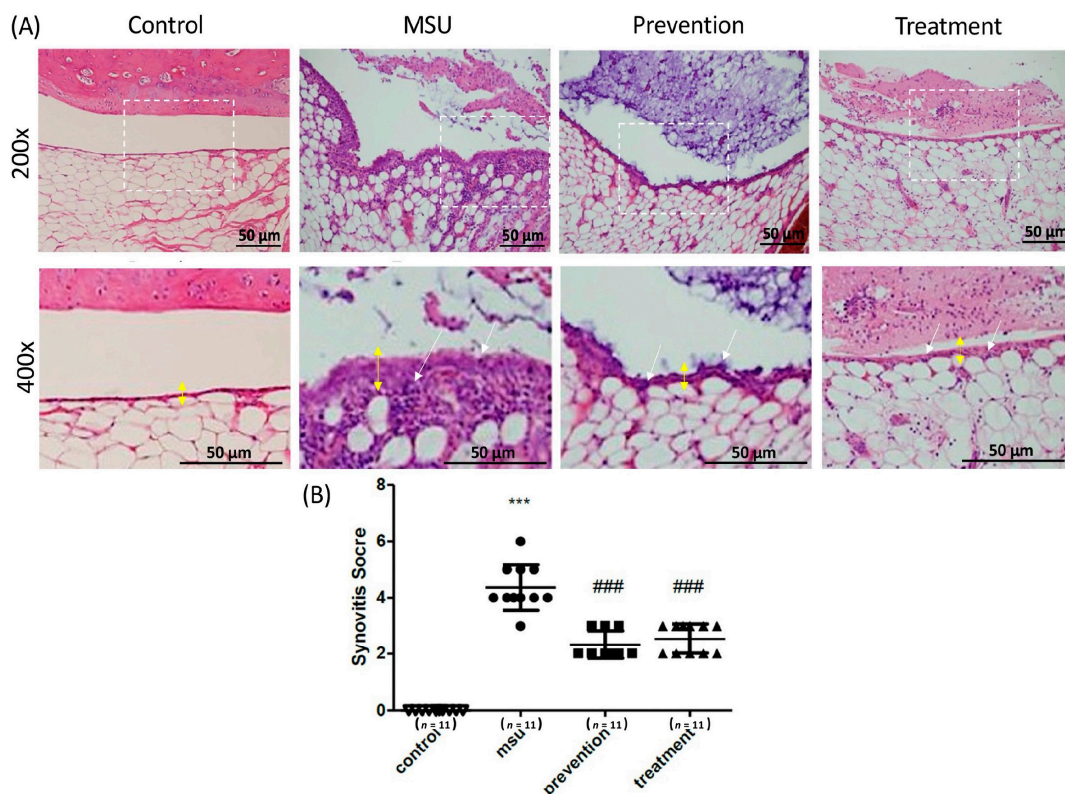 (A)
Control MSU Prevention Treatment
200x
50 µm 50 µm 50 µm 50 µm
400x
50 µm 50 µm 50 µm 50 µm
(B)
Synovitis Socre
8
6
4
2
0
***
### ###
(n = 11) (n = 11) (n = 11) (n = 11)
control msu prevention treatment